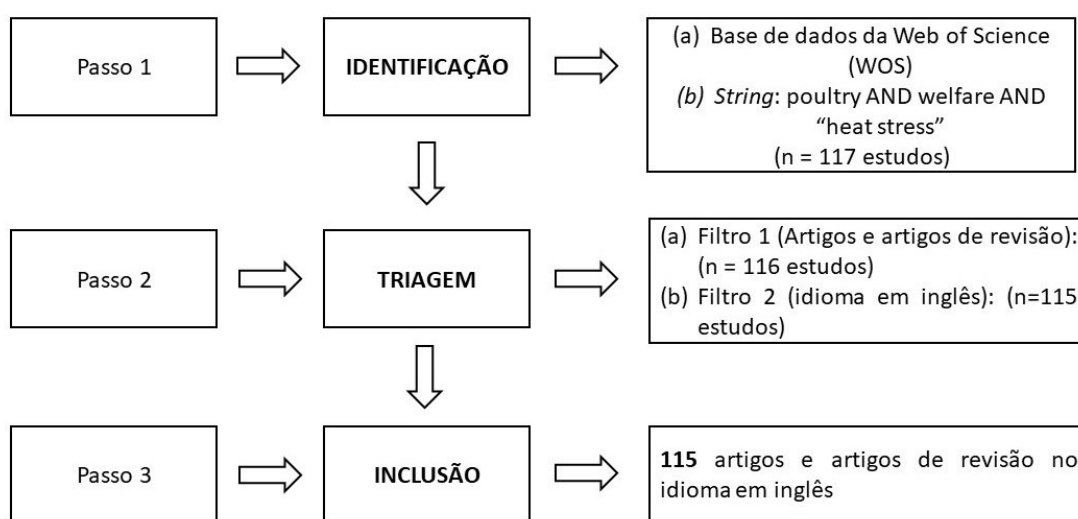 Passo 1
IDENTIFICAÇÃO
(a) Base de dados da Web of Science
(WOS)
(b) String: poultry AND welfare AND
“heat stress”
(n = 117 estudos)
Passo 2
TRIAGEM
(a) Filtro 1 (Artigos e artigos de revisão):
(n = 116 estudos)
(b) Filtro 2 (idioma em inglês): (n=115
estudos)
Passo 3
INCLUSÃO
115 artigos e artigos de revisão no
idioma em inglês